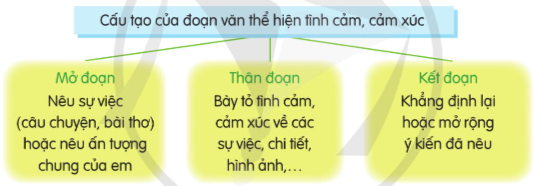 Cấu tạo của đoạn văn thể hiện tình cảm, cảm xúc
Mở đoạn
Nêu sự việc
(câu chuyện, bài thơ)
hoặc nêu ấn tượng
chung của em
Thân đoạn
Bày tỏ tình cảm,
cảm xúc về các
sự việc, chi tiết,
hình ảnh,...
Kết đoạn
Khẳng định lại
hoặc mở rộng
ý kiến đã nêu